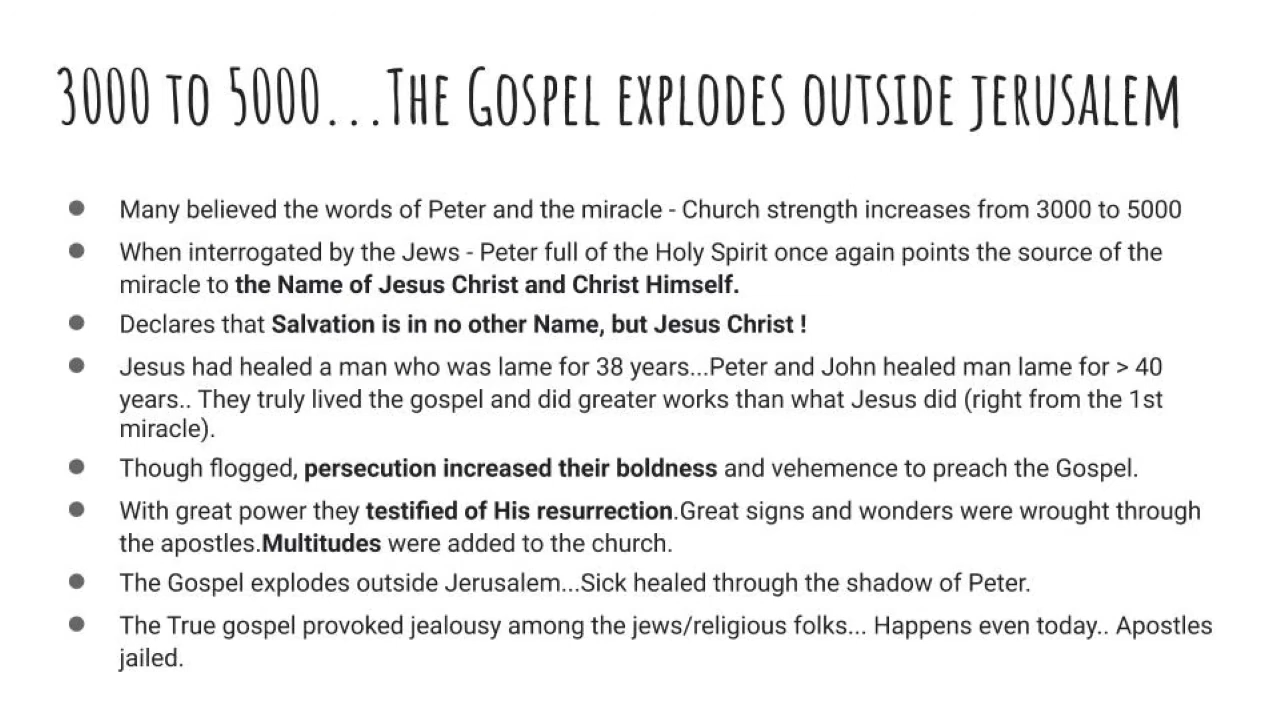 3000 to 5000...The Gospel explodes outside Jerusalem
● Many believed the words of Peter and the miracle - Church strength increases from 3000 to 5000
● When interrogated by the Jews - Peter full of the Holy Spirit once again points the source of the
miracle to the Name of Jesus Christ and Christ Himself.
● Declares that Salvation is in no other Name, but Jesus Christ !
● Jesus had healed a man who was lame for 38 years...Peter and John healed man lame for > 40
years.. They truly lived the gospel and did greater works than what Jesus did (right from the 1st
miracle).
● Though flogged, persecution increased their boldness and vehemence to preach the Gospel.
● With great power they testified of His resurrection.Great signs and wonders were wrought through
the apostles.Multitudes were added to the church.
● The Gospel explodes outside Jerusalem...Sick healed through the shadow of Peter.
● The True gospel provoked jealousy among the jews/religious folks... Happens even today.. Apostles
jailed.